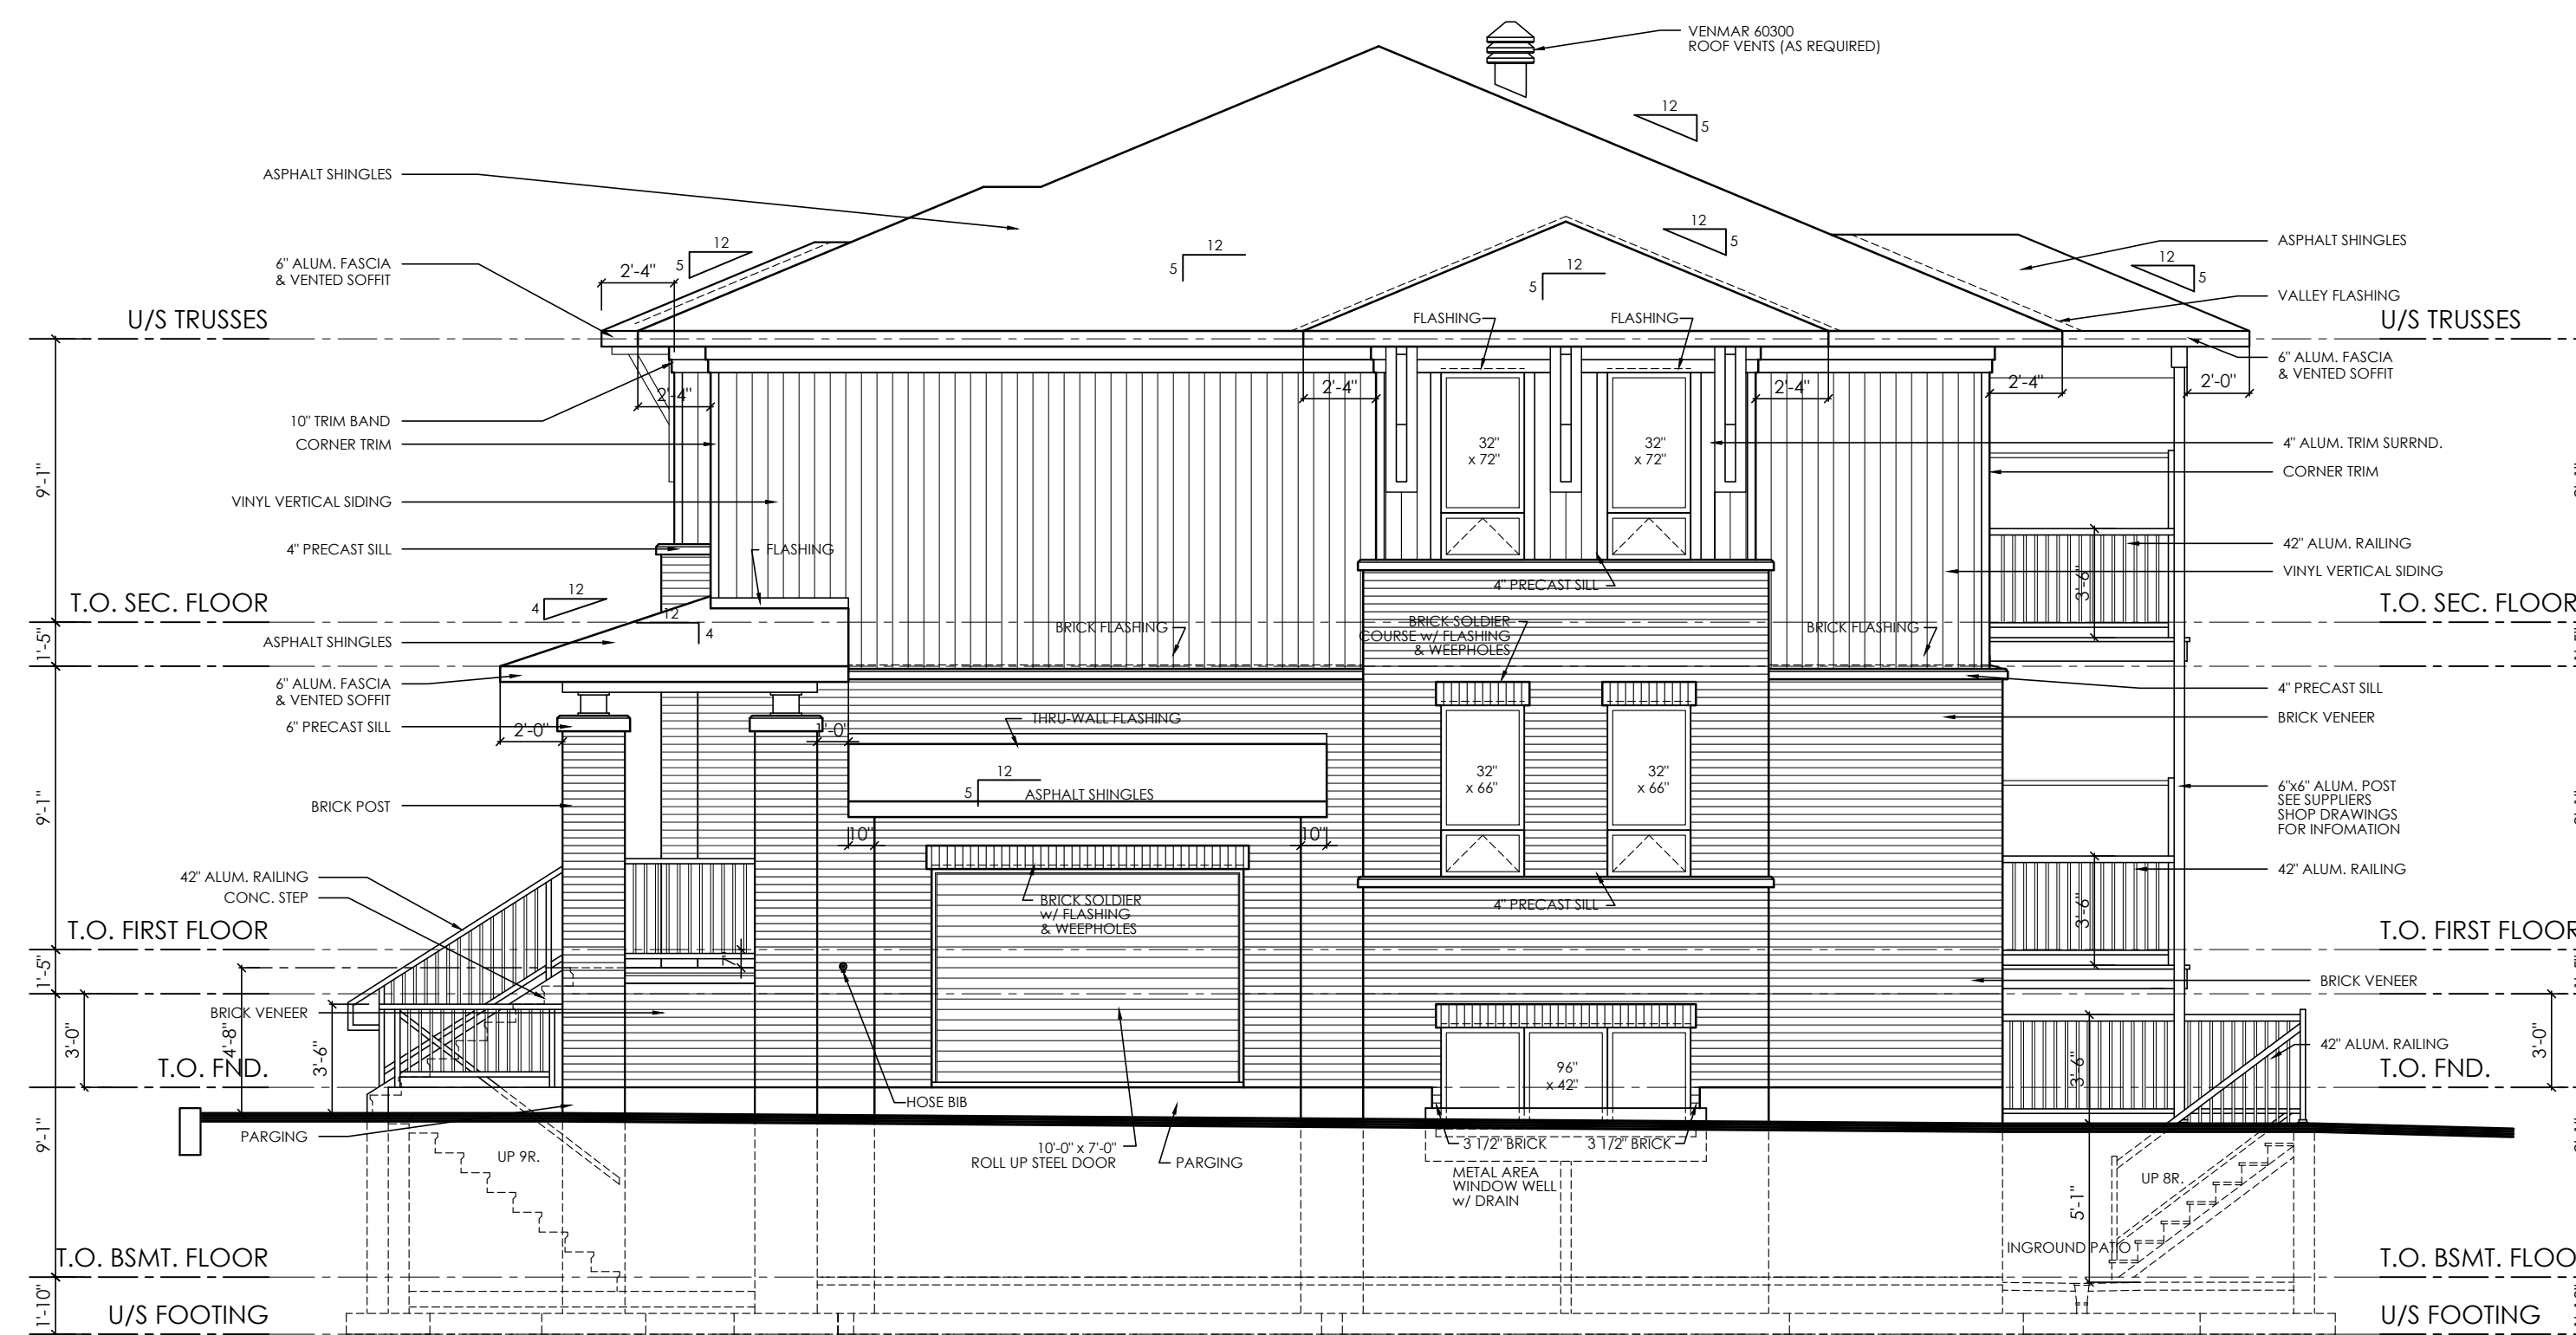 VENMAR 60300
ROOF VENTS (AS REQUIRED)
12
5
ASPHALT SHINGLES
6" ALUM. FASCIA
& VENTED SOFFIT
2'-4"
5
12
5
12
12
5
5
12
ASPHALT SHINGLES
12
5
VALLEY FLASHING
U/S TRUSSES
U/S TRUSSES
FLASHING
FLASHING
6" ALUM. FASCIA
& VENTED SOFFIT
2'-4"
2'-4"
2'-4"
2'-4"
2'-0"
10" TRIM BAND
CORNER TRIM
32"
x 72"
32"
x 72"
4" ALUM. TRIM SURRND.
CORNER TRIM
9'-1"
VINYL VERTICAL SIDING
4" PRECAST SILL
FLASHING
42" ALUM. RAILING
VINYL VERTICAL SIDING
3'-6"
4" PRECAST SILL
T.O. SEC. FLOOR
4
12
12
4
T.O. SEC. FLOOR
1'-5"
ASPHALT SHINGLES
BRICK FLASHING
BRICK SOLDIER
COURSE w/ FLASHING
& WEEPHOLES
BRICK FLASHING
6" ALUM. FASCIA
& VENTED SOFFIT
6" PRECAST SILL
2'-0"
1'-0"
THRU-WALL FLASHING
4" PRECAST SILL
BRICK VENEER
9'-1"
BRICK POST
5
12
ASPHALT SHINGLES
10"
10"
32"
x 66"
32"
x 66"
6"x6" ALUM. POST
SEE SUPPLIERS
SHOP DRAWINGS
FOR INFOMATION
42" ALUM. RAILING
CONC. STEP
BRICK SOLDIER
w/ FLASHING
& WEEPHOLES
4" PRECAST SILL
42" ALUM. RAILING
3'-6"
T.O. FIRST FLOOR
T.O. FIRST FLOOR
1'-5"
7"
BRICK VENEER
BRICK VENEER
3'-0"
4'-8"
3'-6"
96"
x 42"
3'-6"
42" ALUM. RAILING
3'-0"
T.O. FND.
T.O. FND.
HOSE BIB
9'-1"
PARGING
UP 9R.
10'-0" x 7'-0"
ROLL UP STEEL DOOR
PARGING
3 1/2" BRICK
3 1/2" BRICK
METAL AREA
WINDOW WELL
w/ DRAIN
5'-1"
UP 8R.
INGROUND PATIO
T.O. BSMT. FLOOR
T.O. BSMT. FLOO
1'-10"
U/S FOOTING
U/S FOOTING